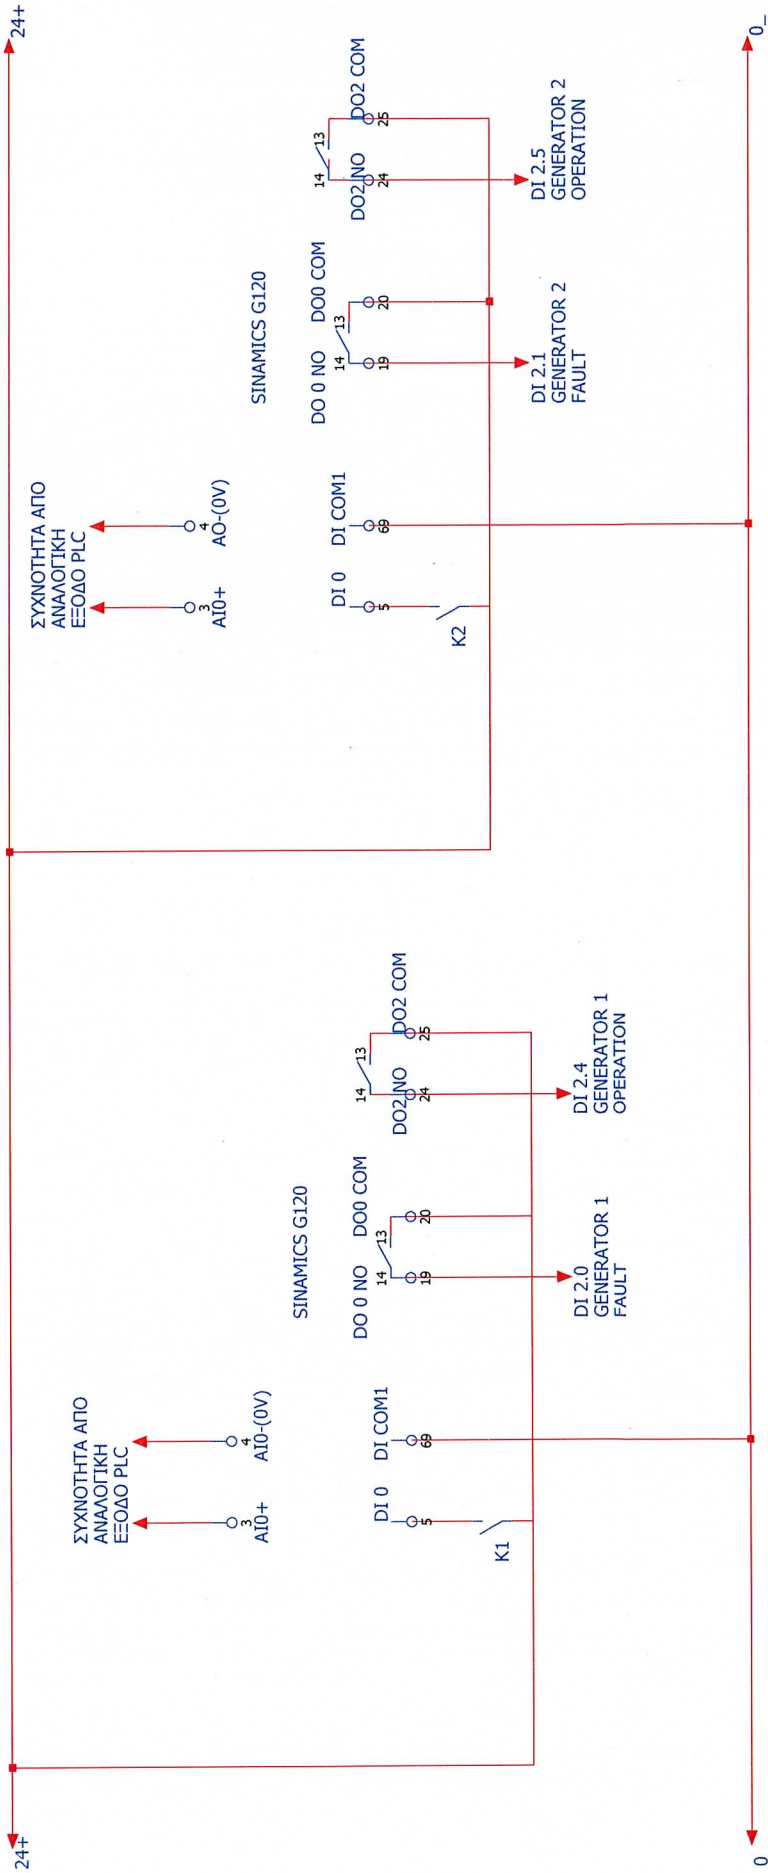 24+
24+
ΣΥΧΝΟΤΗΤΑ ΑΠΟ
ΑΝΑΛΟΓΙΚΗ
ΕΞΟΔΟ PLC
3
4
AI0+
AI0-(0V)
SINAMICS G120
DI 0
DI COM1
DO 0 NO
DO0 COM
14
13
14
13
DO2 NO
DO2 COM
5
69
19
20
24
25
K1
DI 2.0
GENERATOR 1
FAULT
DI 2.4
GENERATOR 1
OPERATION
ΣΥΧΝΟΤΗΤΑ ΑΠΟ
ΑΝΑΛΟΓΙΚΗ
ΕΞΟΔΟ PLC
3
4
AI0+
AO-(0V)
SINAMICS G120
DI 0
DI COM1
DO 0 NO
DO0 COM
14
13
14
13
DO2 NO
DO2 COM
5
69
19
20
24
25
K2
DI 2.1
GENERATOR 2
FAULT
DI 2.5
GENERATOR 2
OPERATION
0
0_